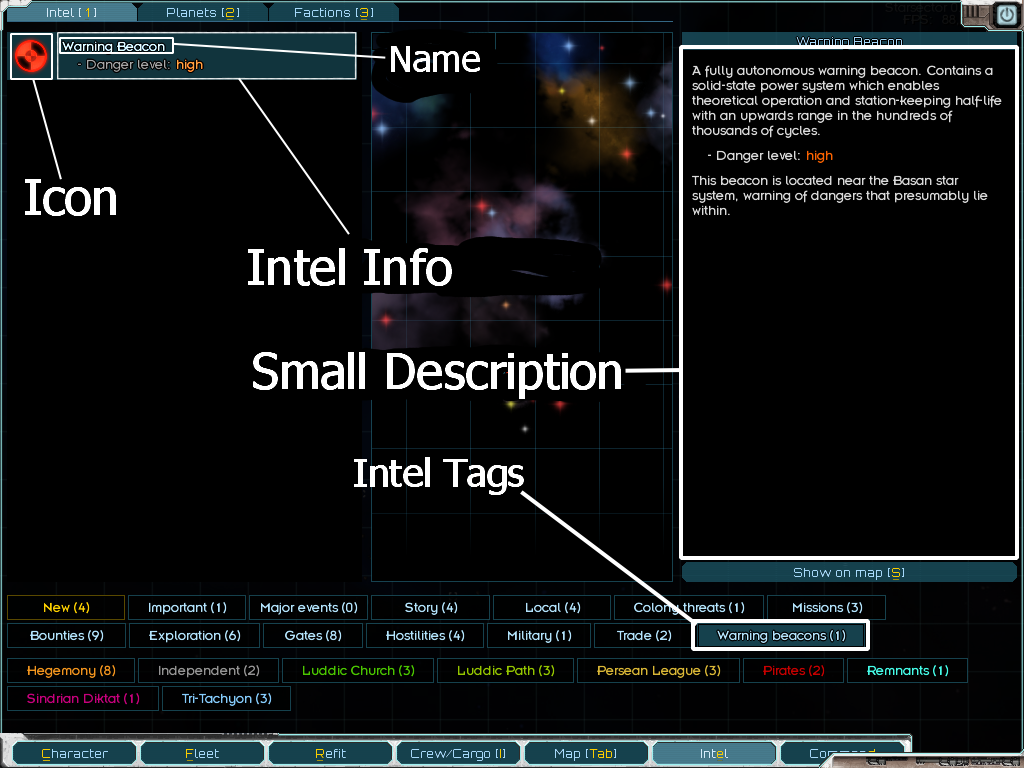 Intel [1]
Planets [2]
Factions [3]
Warning Beacon
- Danger level: high
Name
Icon
Intel Info
Small Description
Intel Tags
Warning Beacon
A fully autonomous warning beacon. Contains a
solid-state power system which enables
theoretical operation and station-keeping half-life
with an upwards range in the hundreds of
thousands of cycles.
- Danger level: high
This beacon is located near the Basan star
system, warning of dangers that presumably lie
within.
Show on map [S]
New (4)
Important (1)
Major events (0)
Story (4)
Local (4)
Colony threats (1)
Missions (3)
Bounties (9)
Exploration (6)
Gates (8)
Hostilities (4)
Military (1)
Trade (2)
Warning beacons (1)
Hegemony (8)
Independent (2)
Luddic Church (3)
Luddic Path (3)
Persean League (3)
Pirates (2)
Remnants (1)
Sindrian Diktat (1)
Tri-Tachyon (3)
Character
Fleet
Refit
Crew/Cargo [I]
Map [Tab]
Intel